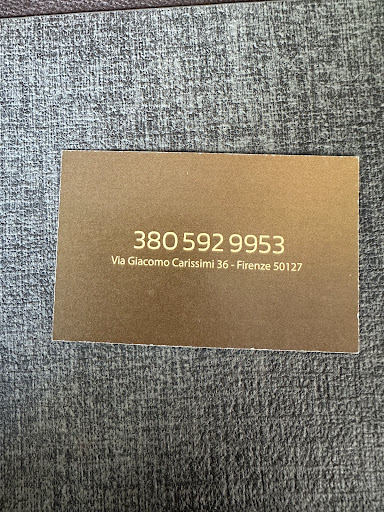 380 592 9953
Via Giacomo Carissimi 36 - Firenze 50127